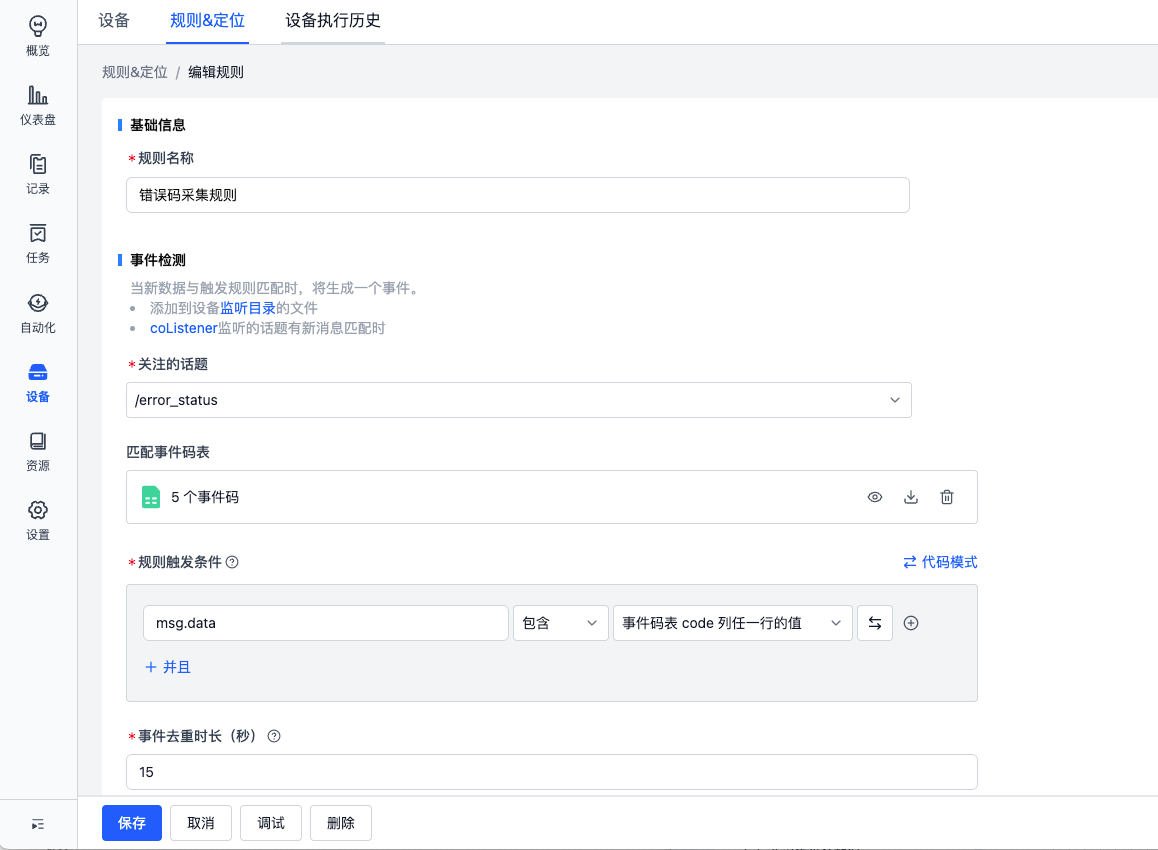 设备 规则&定位 设备执行历史
概览
仪表盘
记录
任务
自动化
设备
资源
设置
规则&定位 / 编辑规则
基础信息
*规则名称
错误码采集规则
事件检测
当新数据与触发规则匹配时，将生成一个事件。
• 添加到设备监听目录的文件
• coListener监听的话题有新消息匹配时
*关注的话题
/error_status
匹配事件码表
5 个事件码
*规则触发条件 代码模式
msg.data 包含 事件码表 code 列任一行的值
+ 并且
*事件去重时长（秒）
15
保存 取消 调试 删除